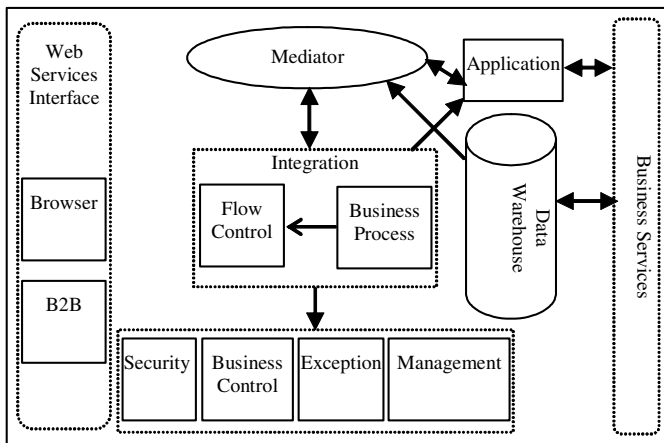 Web
Services
Interface
Browser
B2B
Mediator
Application
Integration
Flow
Control
Business
Process
Data
Warehouse
Business Services
Security
Business
Control
Exception
Management